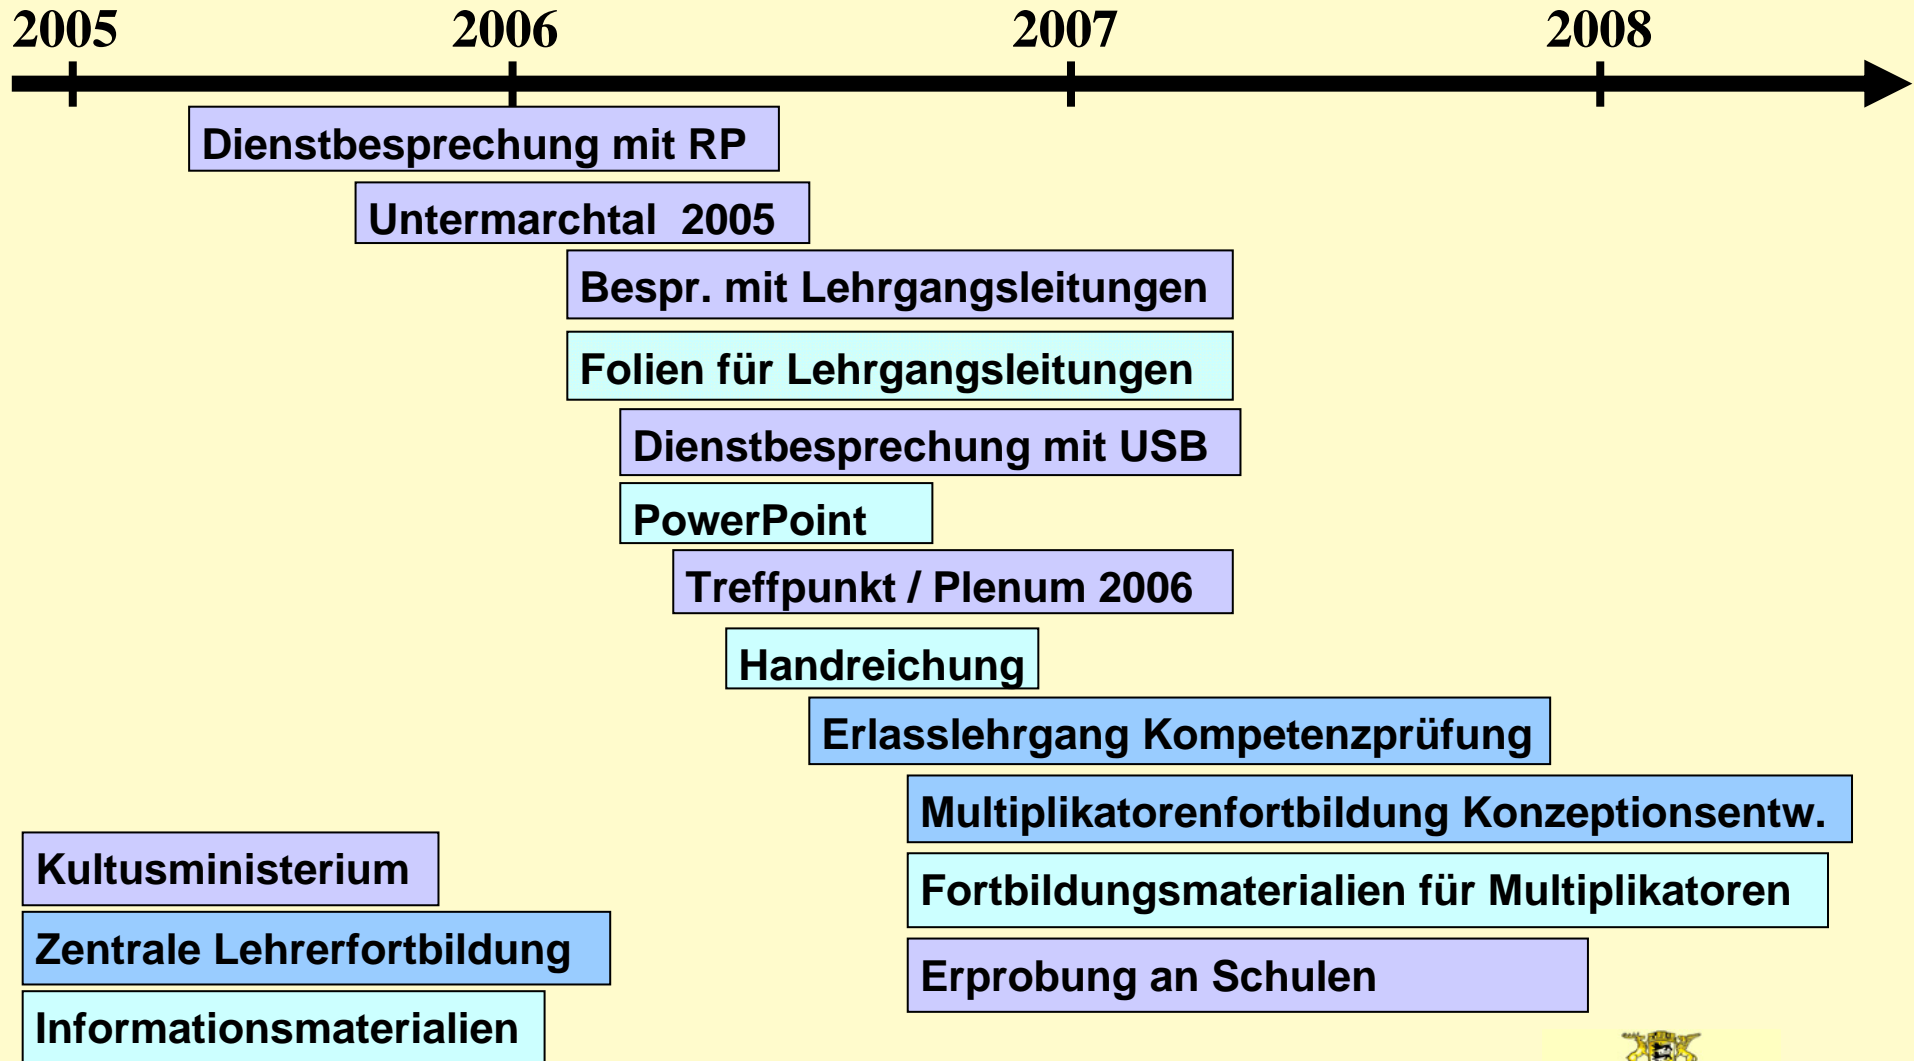 2005 2006 2007 2008
Dienstbesprechung mit RP
Untermarchtal 2005
Bespr. mit Lehrgangsleitungen
Folien für Lehrgangsleitungen
Dienstbesprechung mit USB
PowerPoint
Treffpunkt / Plenum 2006
Handreichung
Erlasslehrgang Kompetenzprüfung
Multiplikatorenfortbildung Konzeptionsentw.
Fortbildungsmaterialien für Multiplikatoren
Erprobung an Schulen
Kultusministerium
Zentrale Lehrerfortbildung
Informationsmaterialien